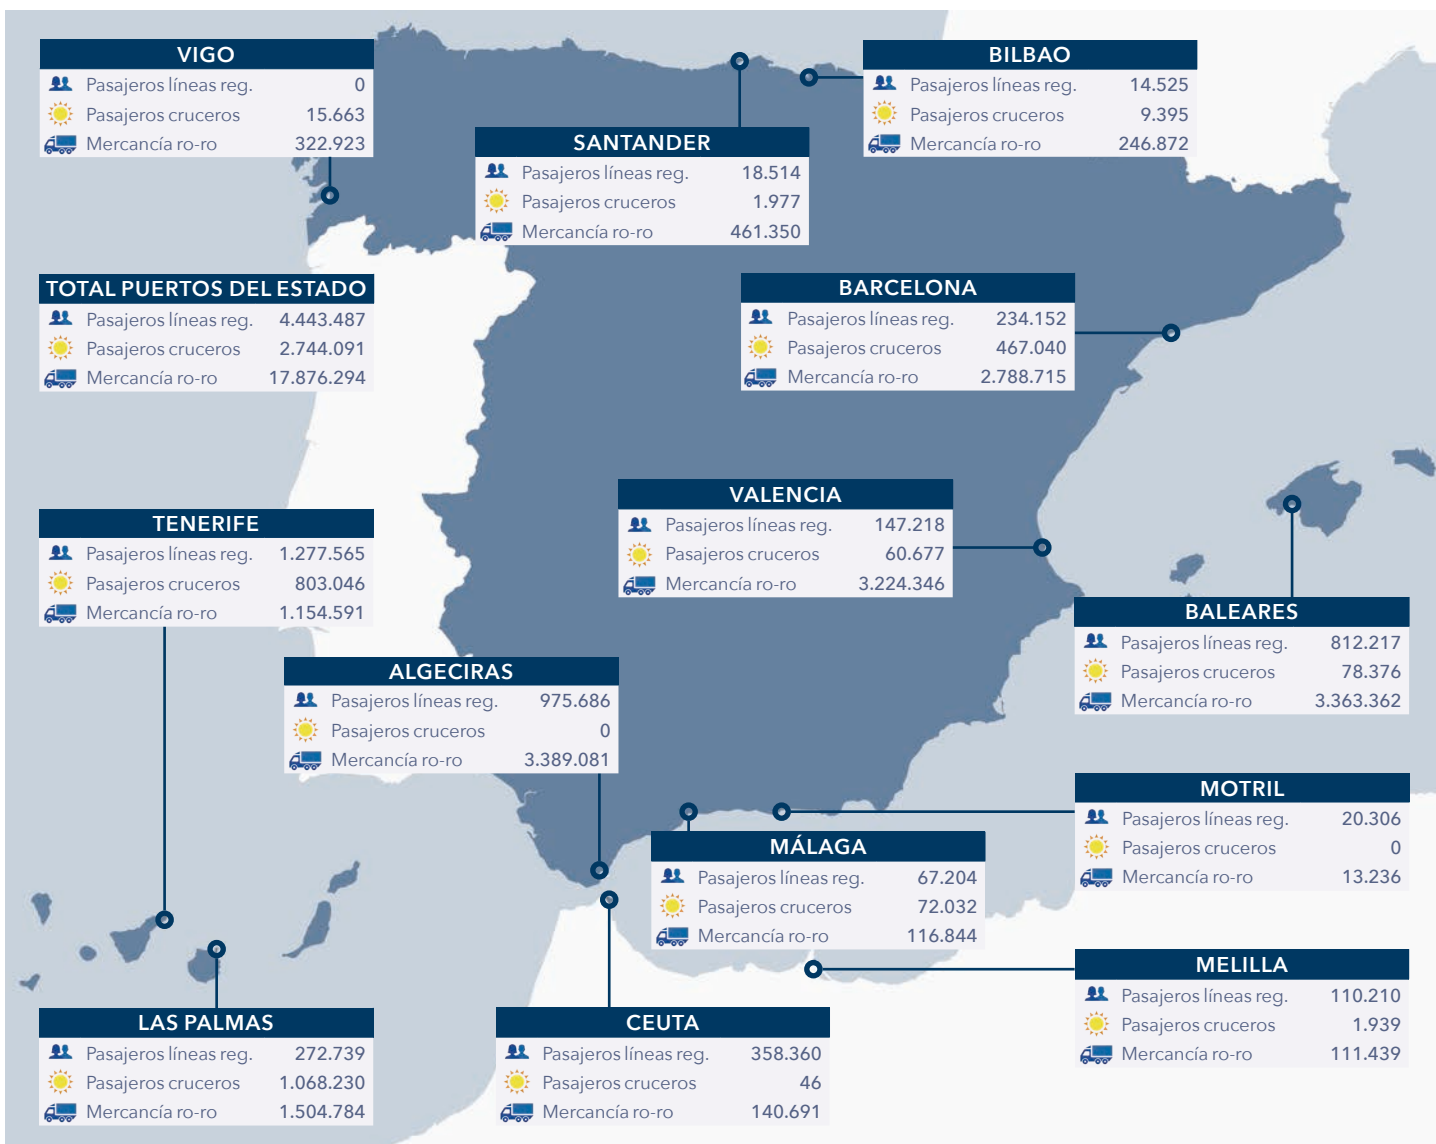 VIGO
Pasajeros líneas reg. 0
Pasajeros cruceros 15.663
Mercancía ro-ro 322.923
BILBAO
Pasajeros líneas reg. 14.525
Pasajeros cruceros 9.395
Mercancía ro-ro 246.872
SANTANDER
Pasajeros líneas reg. 18.514
Pasajeros cruceros 1.977
Mercancía ro-ro 461.350
TOTAL PUERTOS DEL ESTADO
Pasajeros líneas reg. 4.443.487
Pasajeros cruceros 2.744.091
Mercancía ro-ro 17.876.294
BARCELONA
Pasajeros líneas reg. 234.152
Pasajeros cruceros 467.040
Mercancía ro-ro 2.788.715
VALENCIA
Pasajeros líneas reg. 147.218
Pasajeros cruceros 60.677
Mercancía ro-ro 3.224.346
TENERIFE
Pasajeros líneas reg. 1.277.565
Pasajeros cruceros 803.046
Mercancía ro-ro 1.154.591
BALEARES
Pasajeros líneas reg. 812.217
Pasajeros cruceros 78.376
Mercancía ro-ro 3.363.362
ALGECIRAS
Pasajeros líneas reg. 975.686
Pasajeros cruceros 0
Mercancía ro-ro 3.389.081
MOTRIL
Pasajeros líneas reg. 20.306
Pasajeros cruceros 0
Mercancía ro-ro 13.236
MÁLAGA
Pasajeros líneas reg. 67.204
Pasajeros cruceros 72.032
Mercancía ro-ro 116.844
MELILLA
Pasajeros líneas reg. 110.210
Pasajeros cruceros 1.939
Mercancía ro-ro 111.439
LAS PALMAS
Pasajeros líneas reg. 272.739
Pasajeros cruceros 1.068.230
Mercancía ro-ro 1.504.784
CEUTA
Pasajeros líneas reg. 358.360
Pasajeros cruceros 46
Mercancía ro-ro 140.691